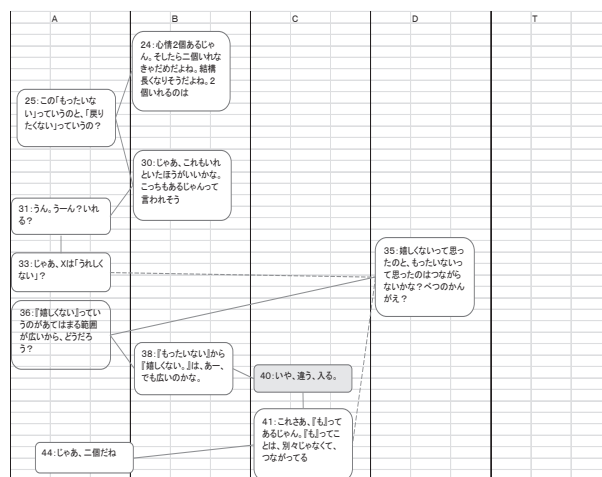 A B C D T
24：心情2個あるじゃ
ん。そしたら二個いれな
きゃだめだよね。結構
長くなりそうだよね。2
個いれるのは
25：この「もったいな
い」っていうのと、「戻り
たくない」っていうの？
30：じゃあ、これもいれ
といたほうがいいかな。
こっちもあるじゃんって
言われそう
31：うん。うーん？いれ
る？
33：じゃあ、Xは「うれしく
ない」？
35：嬉しくないって思っ
たのと、もったいないっ
て思ったのはつながら
ないかな？べつのかん
がえ？
36：『嬉しくない』ってい
うのがあてはまる範囲
が広いから、どうだろ
う？
38：『もったいない』から
『嬉しくない。』は、あー、
でも広いのかな。
40：いや、違う、入る。
41：これさあ、『も』って
あるじゃん。『も』ってこ
とは、別々じゃなくて、
つながってる
44：じゃあ、二個だね